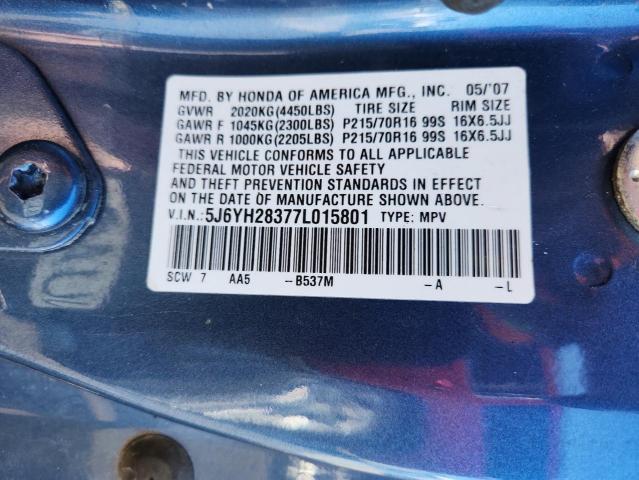 MFD. BY HONDA OF AMERICA MFG., INC. 05/'07
GVWR 2020KG(4450LBS) TIRE SIZE RIM SIZE
GAWR F 1045KG(2300LBS) P215/70R16 99S 16X6.5JJ
GAWR R 1000KG(2205LBS) P215/70R16 99S 16X6.5JJ
THIS VEHICLE CONFORMS TO ALL APPLICABLE
FEDERAL MOTOR VEHICLE SAFETY
AND THEFT PREVENTION STANDARDS IN EFFECT
ON THE DATE OF MANUFACTURE SHOWN ABOVE.
V.I.N.: 5J6YH28377L015801 TYPE: MPV
SCW 7 AA5 --B537M --A --L